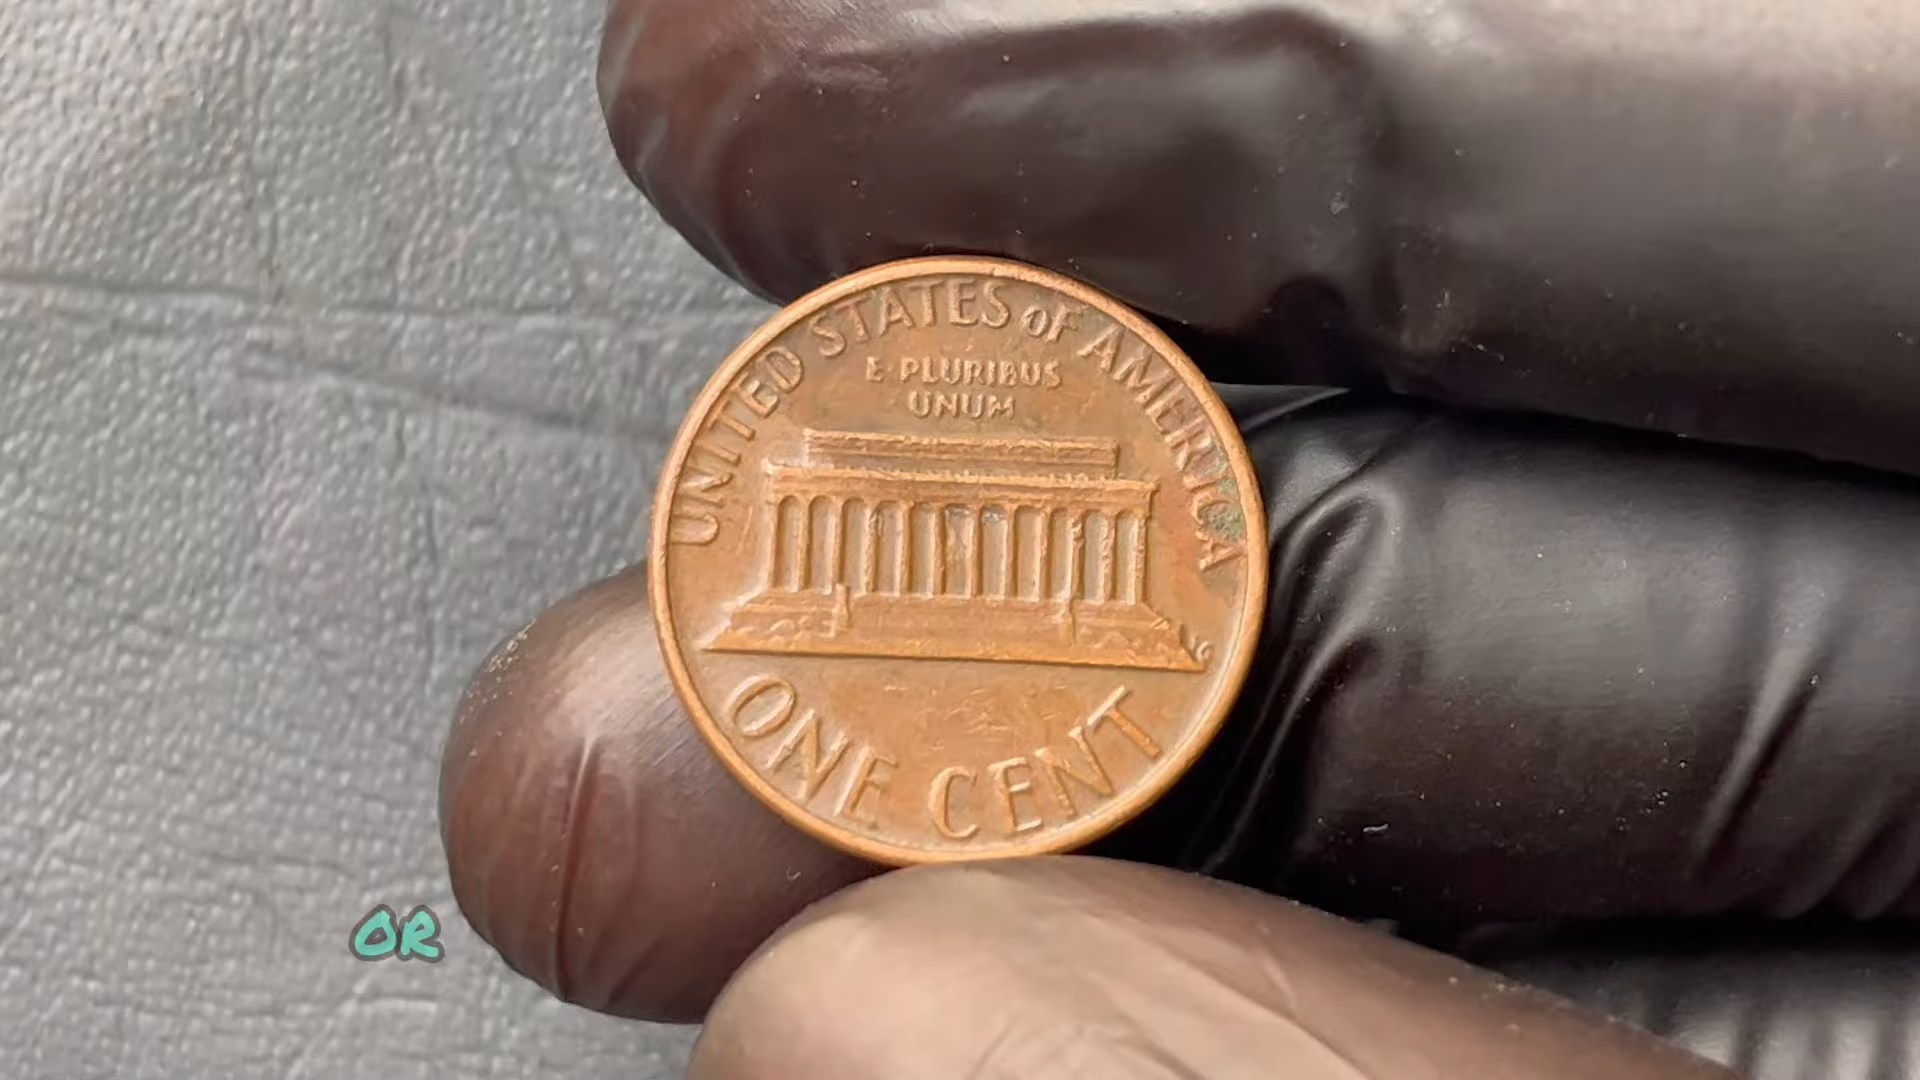 UNITED STATES OF AMERICA
E PLURIBUS
UNUM
ONE CENT
OR